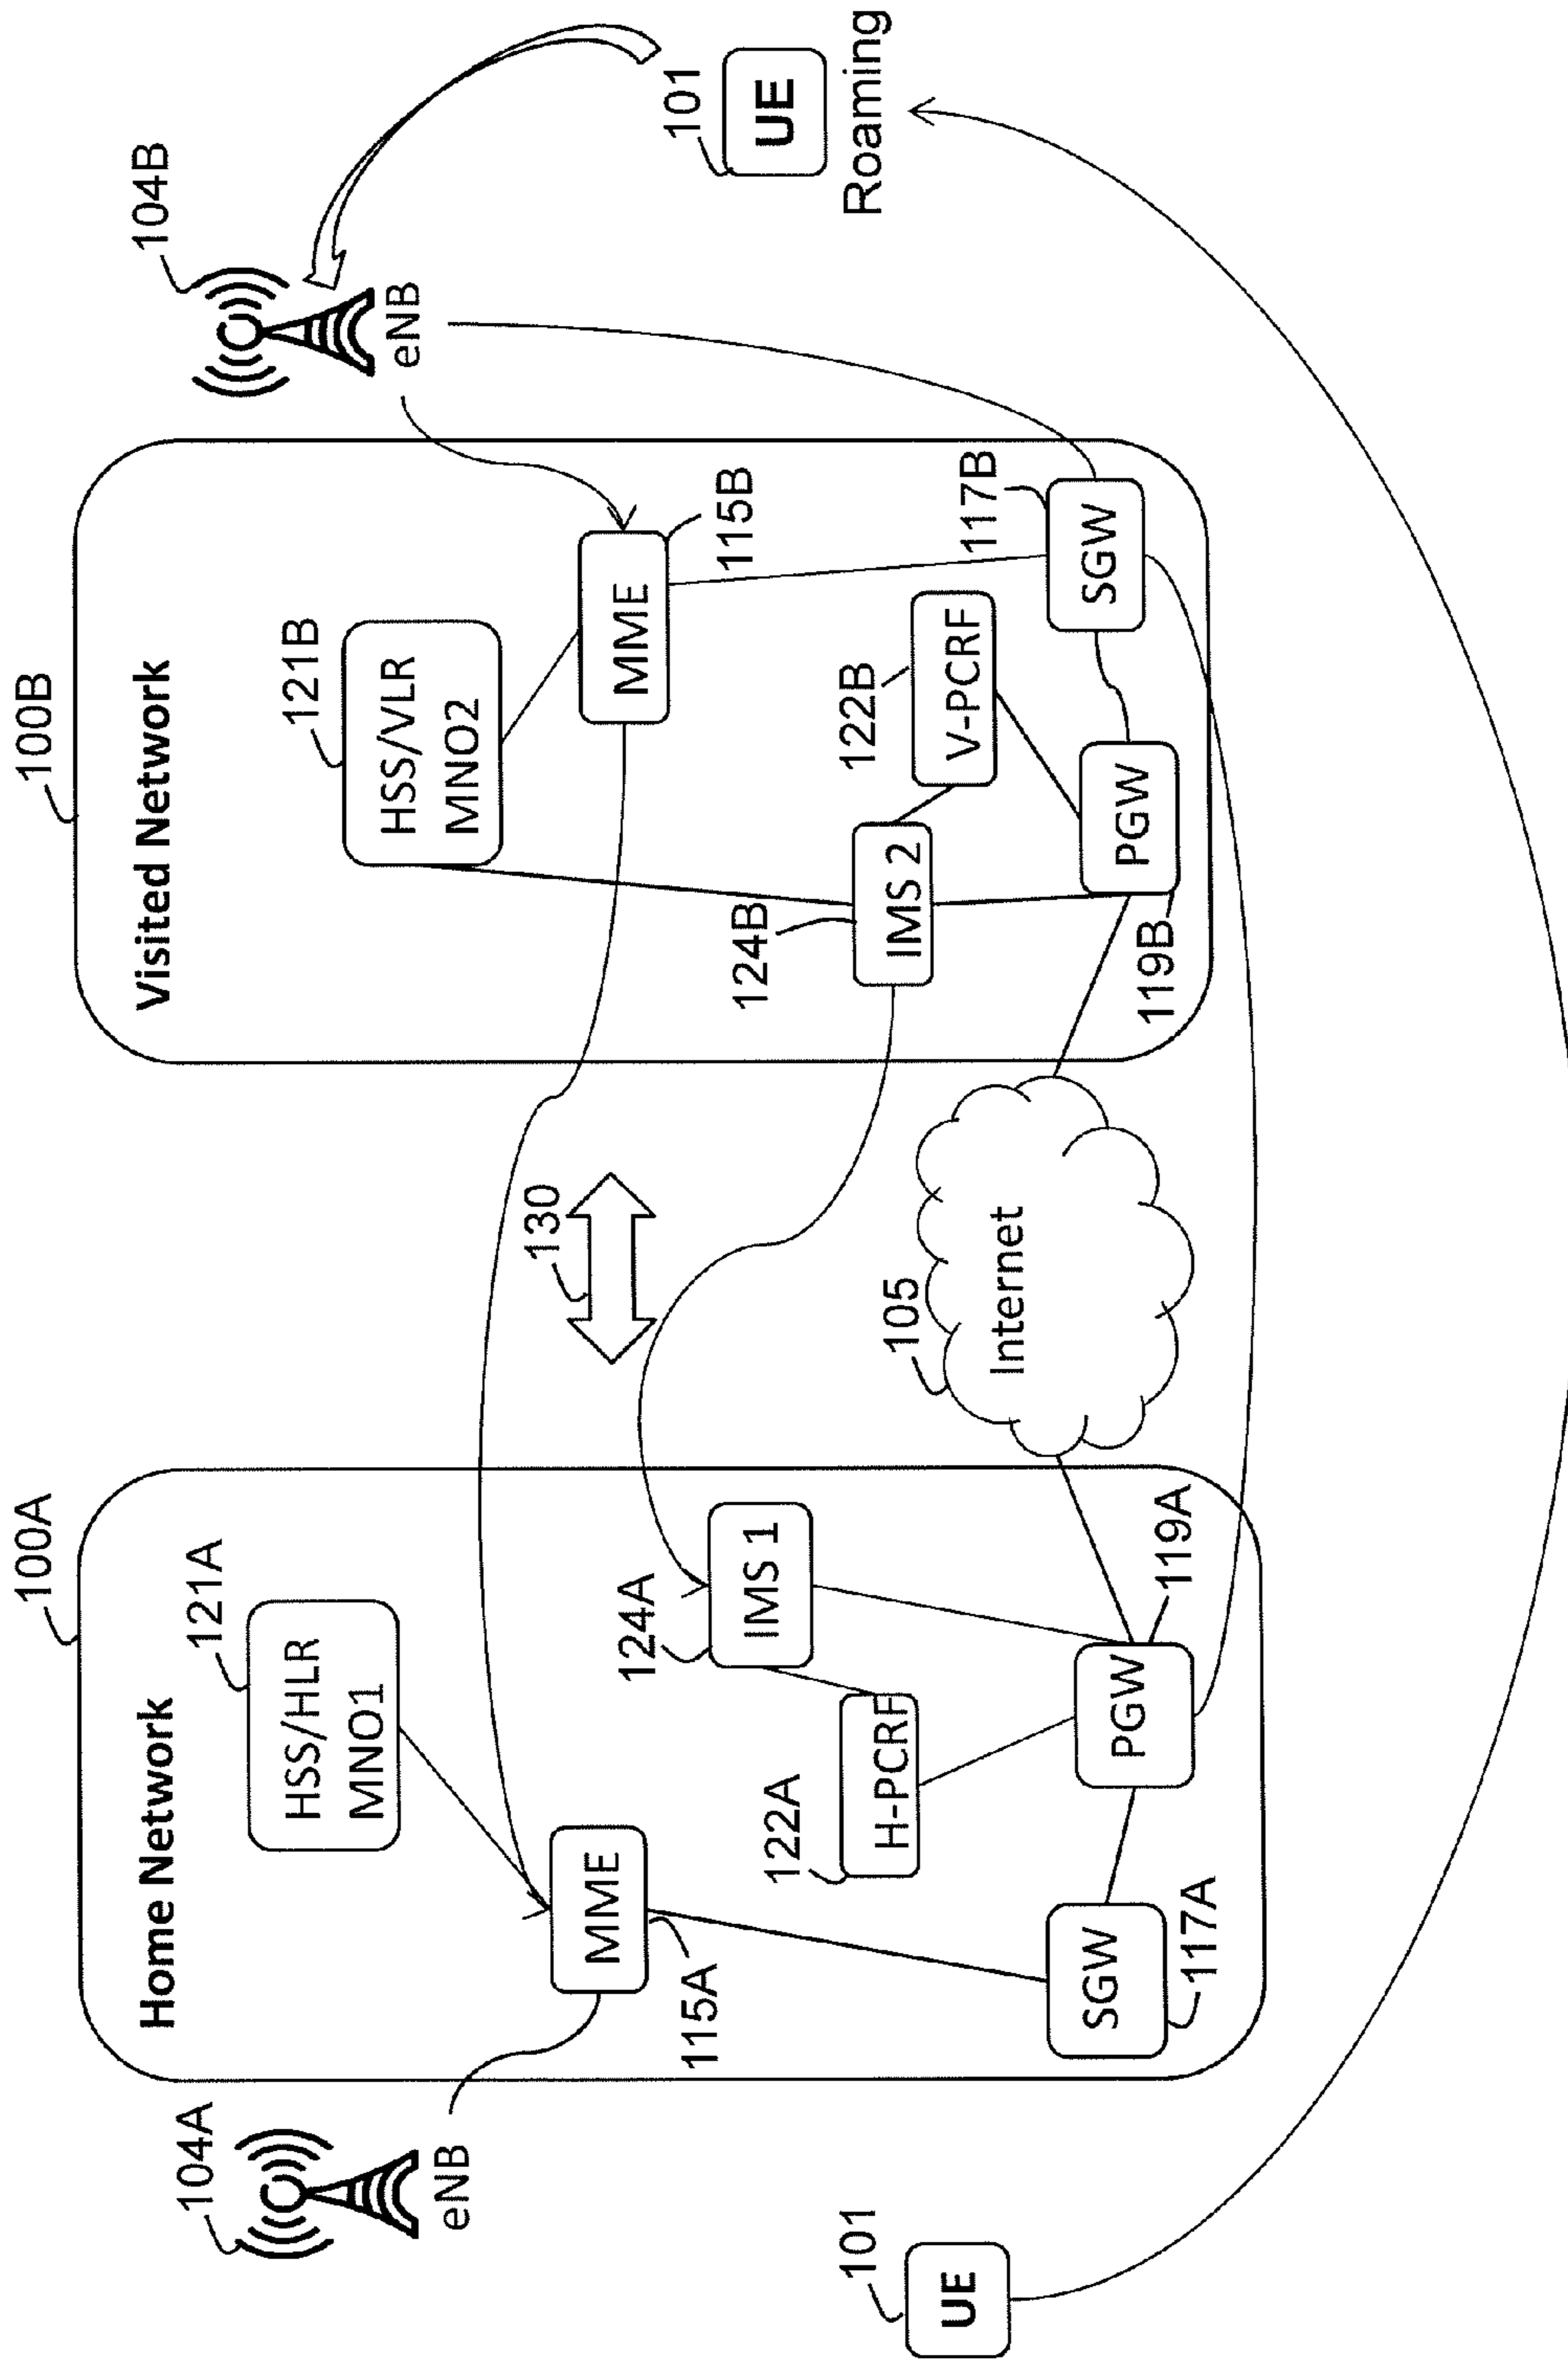 100A
100B
Home Network
Visited Network
104A
eNB
121A
HSS/HLR
MNO1
MME
115A
124A
IMS 1
122A
H-PCRF
PGW
119A
SGW
117A
101
UE
130
105
Internet
121B
HSS/VLR
MNO2
MME
115B
124B
IMS 2
122B
V-PCRF
117B
SGW
PGW
119B
104B
eNB
101
UE
Roaming